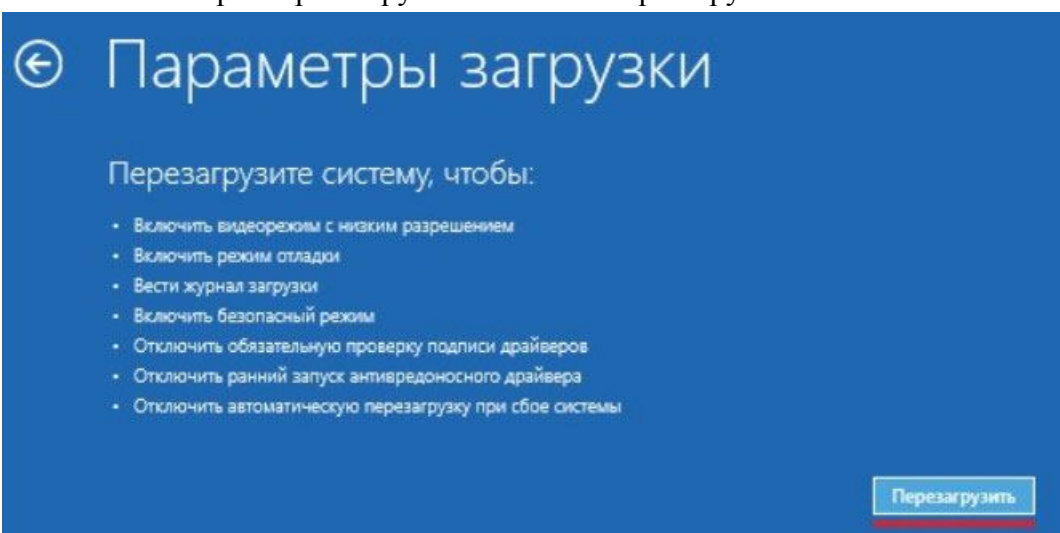 Параметры загрузки
Перезагрузите систему, чтобы:
• Включить видеорежим с низким разрешением
• Включить режим отладки
• Вести журнал загрузки
• Включить безопасный режим
• Отключить обязательную проверку подписи драйверов
• Отключить ранний запуск антивредоносного драйвера
• Отключить автоматическую перезагрузку при сбое системы
Перезагрузить